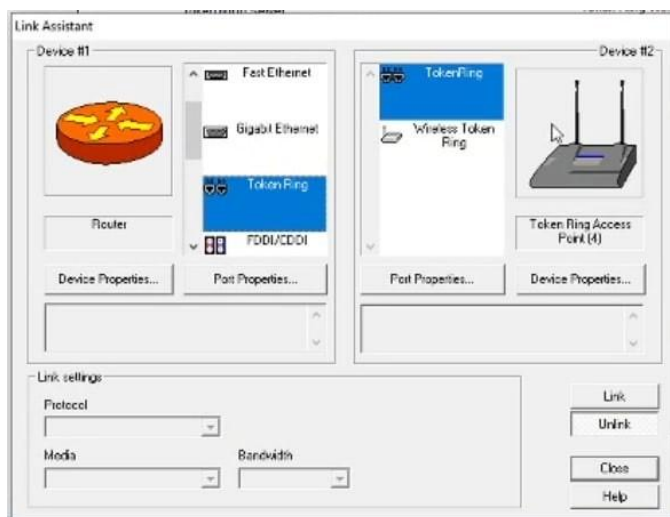 Link Assistant
Device #1
Fast Ethernet
Gigabit Ethernet
Token Ring
FDDI/CDDI
Router
Device Properties...
Port Properties...
Device #2
TokenRing
Wireless Token
Ring
Token Ring Access
Point (4)
Port Properties...
Device Properties...
Link settings
Protocol
Media
Bandwidth
Link
Unlink
Close
Help